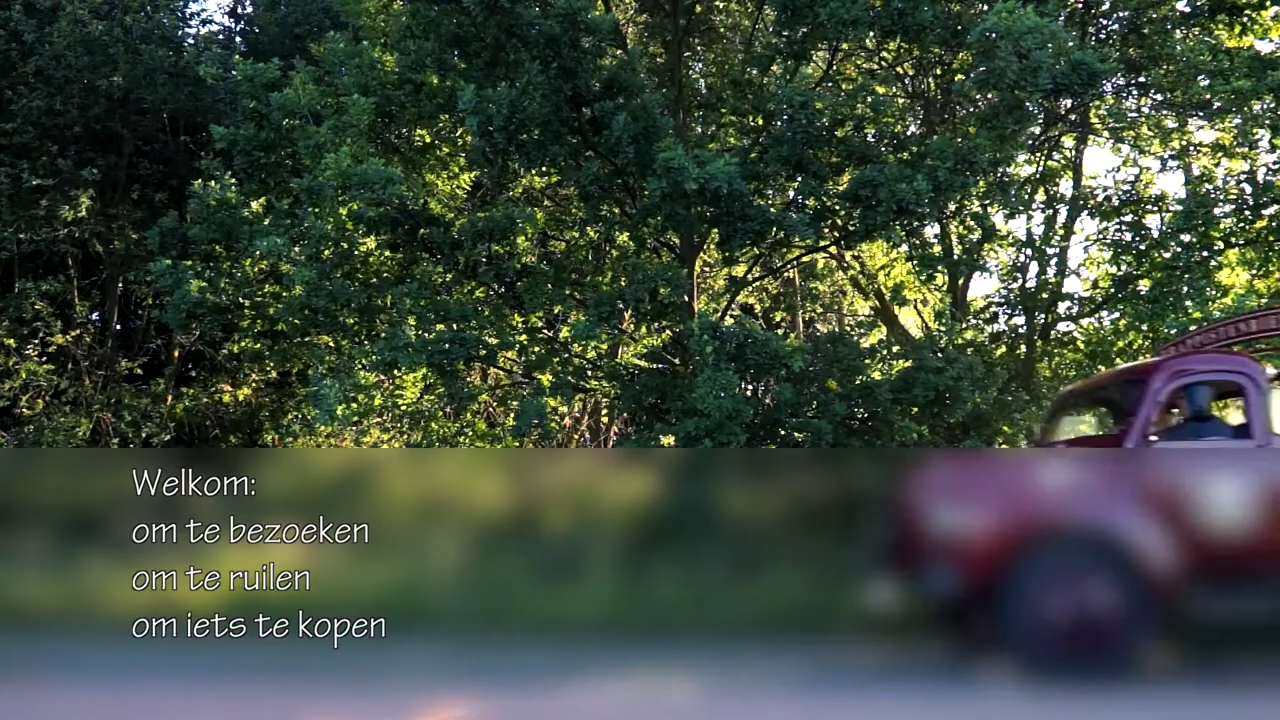 Welkom:
om te bezoeken
om te ruilen
om iets te kopen